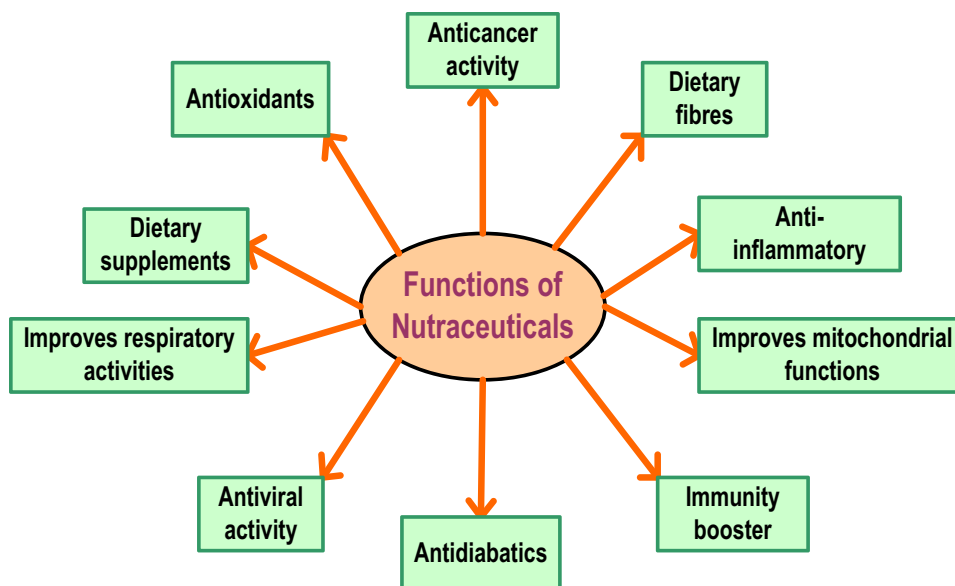 Anticancer
activity
Dietary
fibres
Antioxidants
Anti-
inflammatory
Dietary
supplements
Functions of
Nutraceuticals
Improves respiratory
activities
Improves mitochondrial
functions
Antiviral
activity
Immunity
booster
Antidiabatics